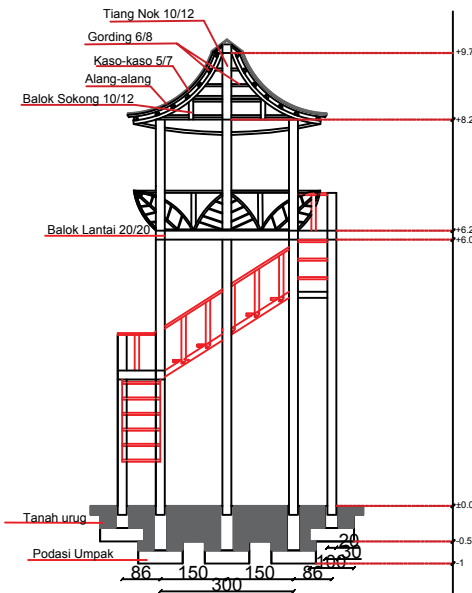 Tiang Nok 10/12
Gording 6/8
Kaso-kaso 5/7
Alang-alang
Balok Sokong 10/12
+9.7
+8.2
Balok Lantai 20/20
+6.2
+6.0
±0.0
Tanah urug
-0.5
Podasi Umpak
-1
20
30
100
86
150
150
86
300